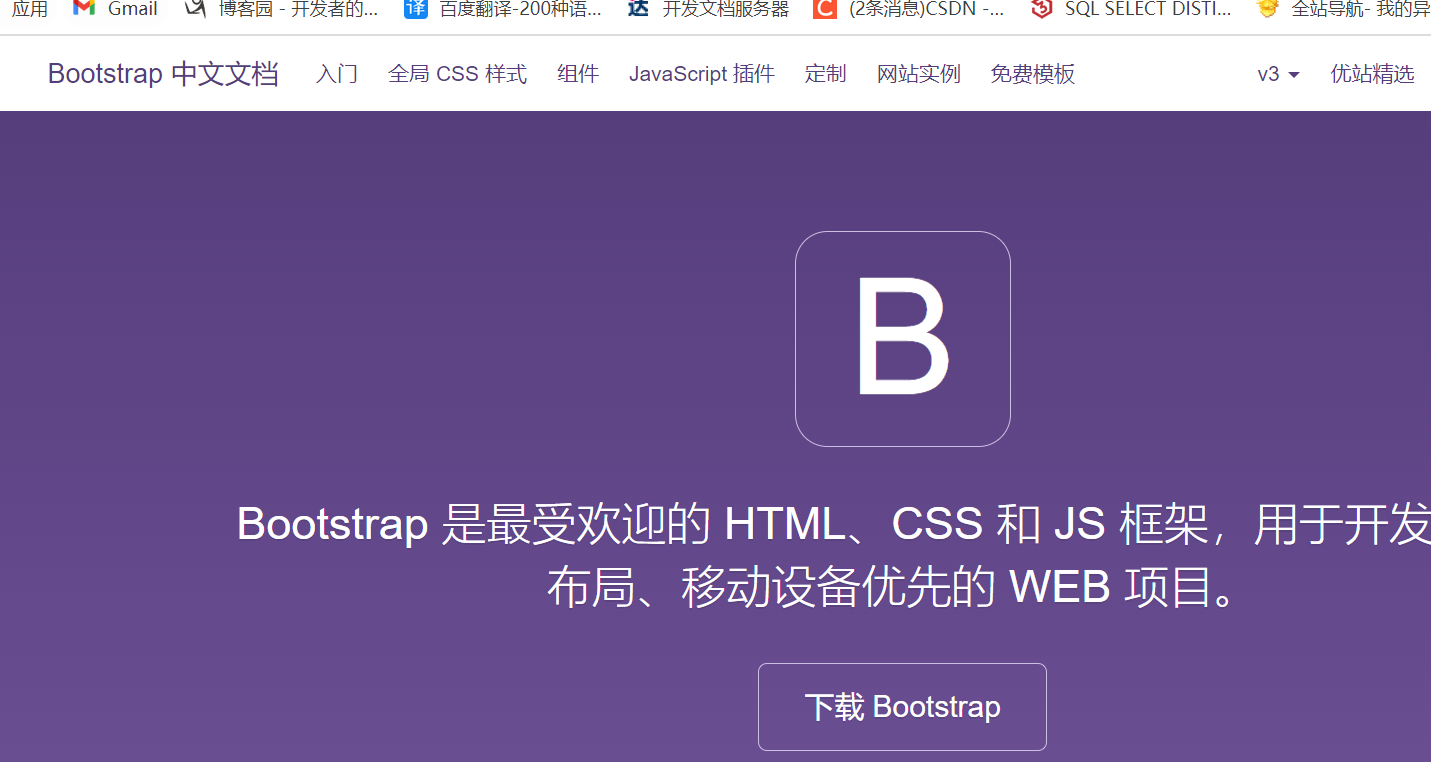 应用 Gmail 博客园 - 开发者的... 百度翻译-200种语... 开发文档服务器 (2条消息)CSDN -... SQL SELECT DISTI... 全站导航- 我的异
Bootstrap 中文文档 入门 全局 CSS 样式 组件 JavaScript 插件 定制 网站实例 免费模板 v3 优站精选
B
Bootstrap 是最受欢迎的 HTML、CSS 和 JS 框架，用于开发
布局、移动设备优先的 WEB 项目。
下载 Bootstrap